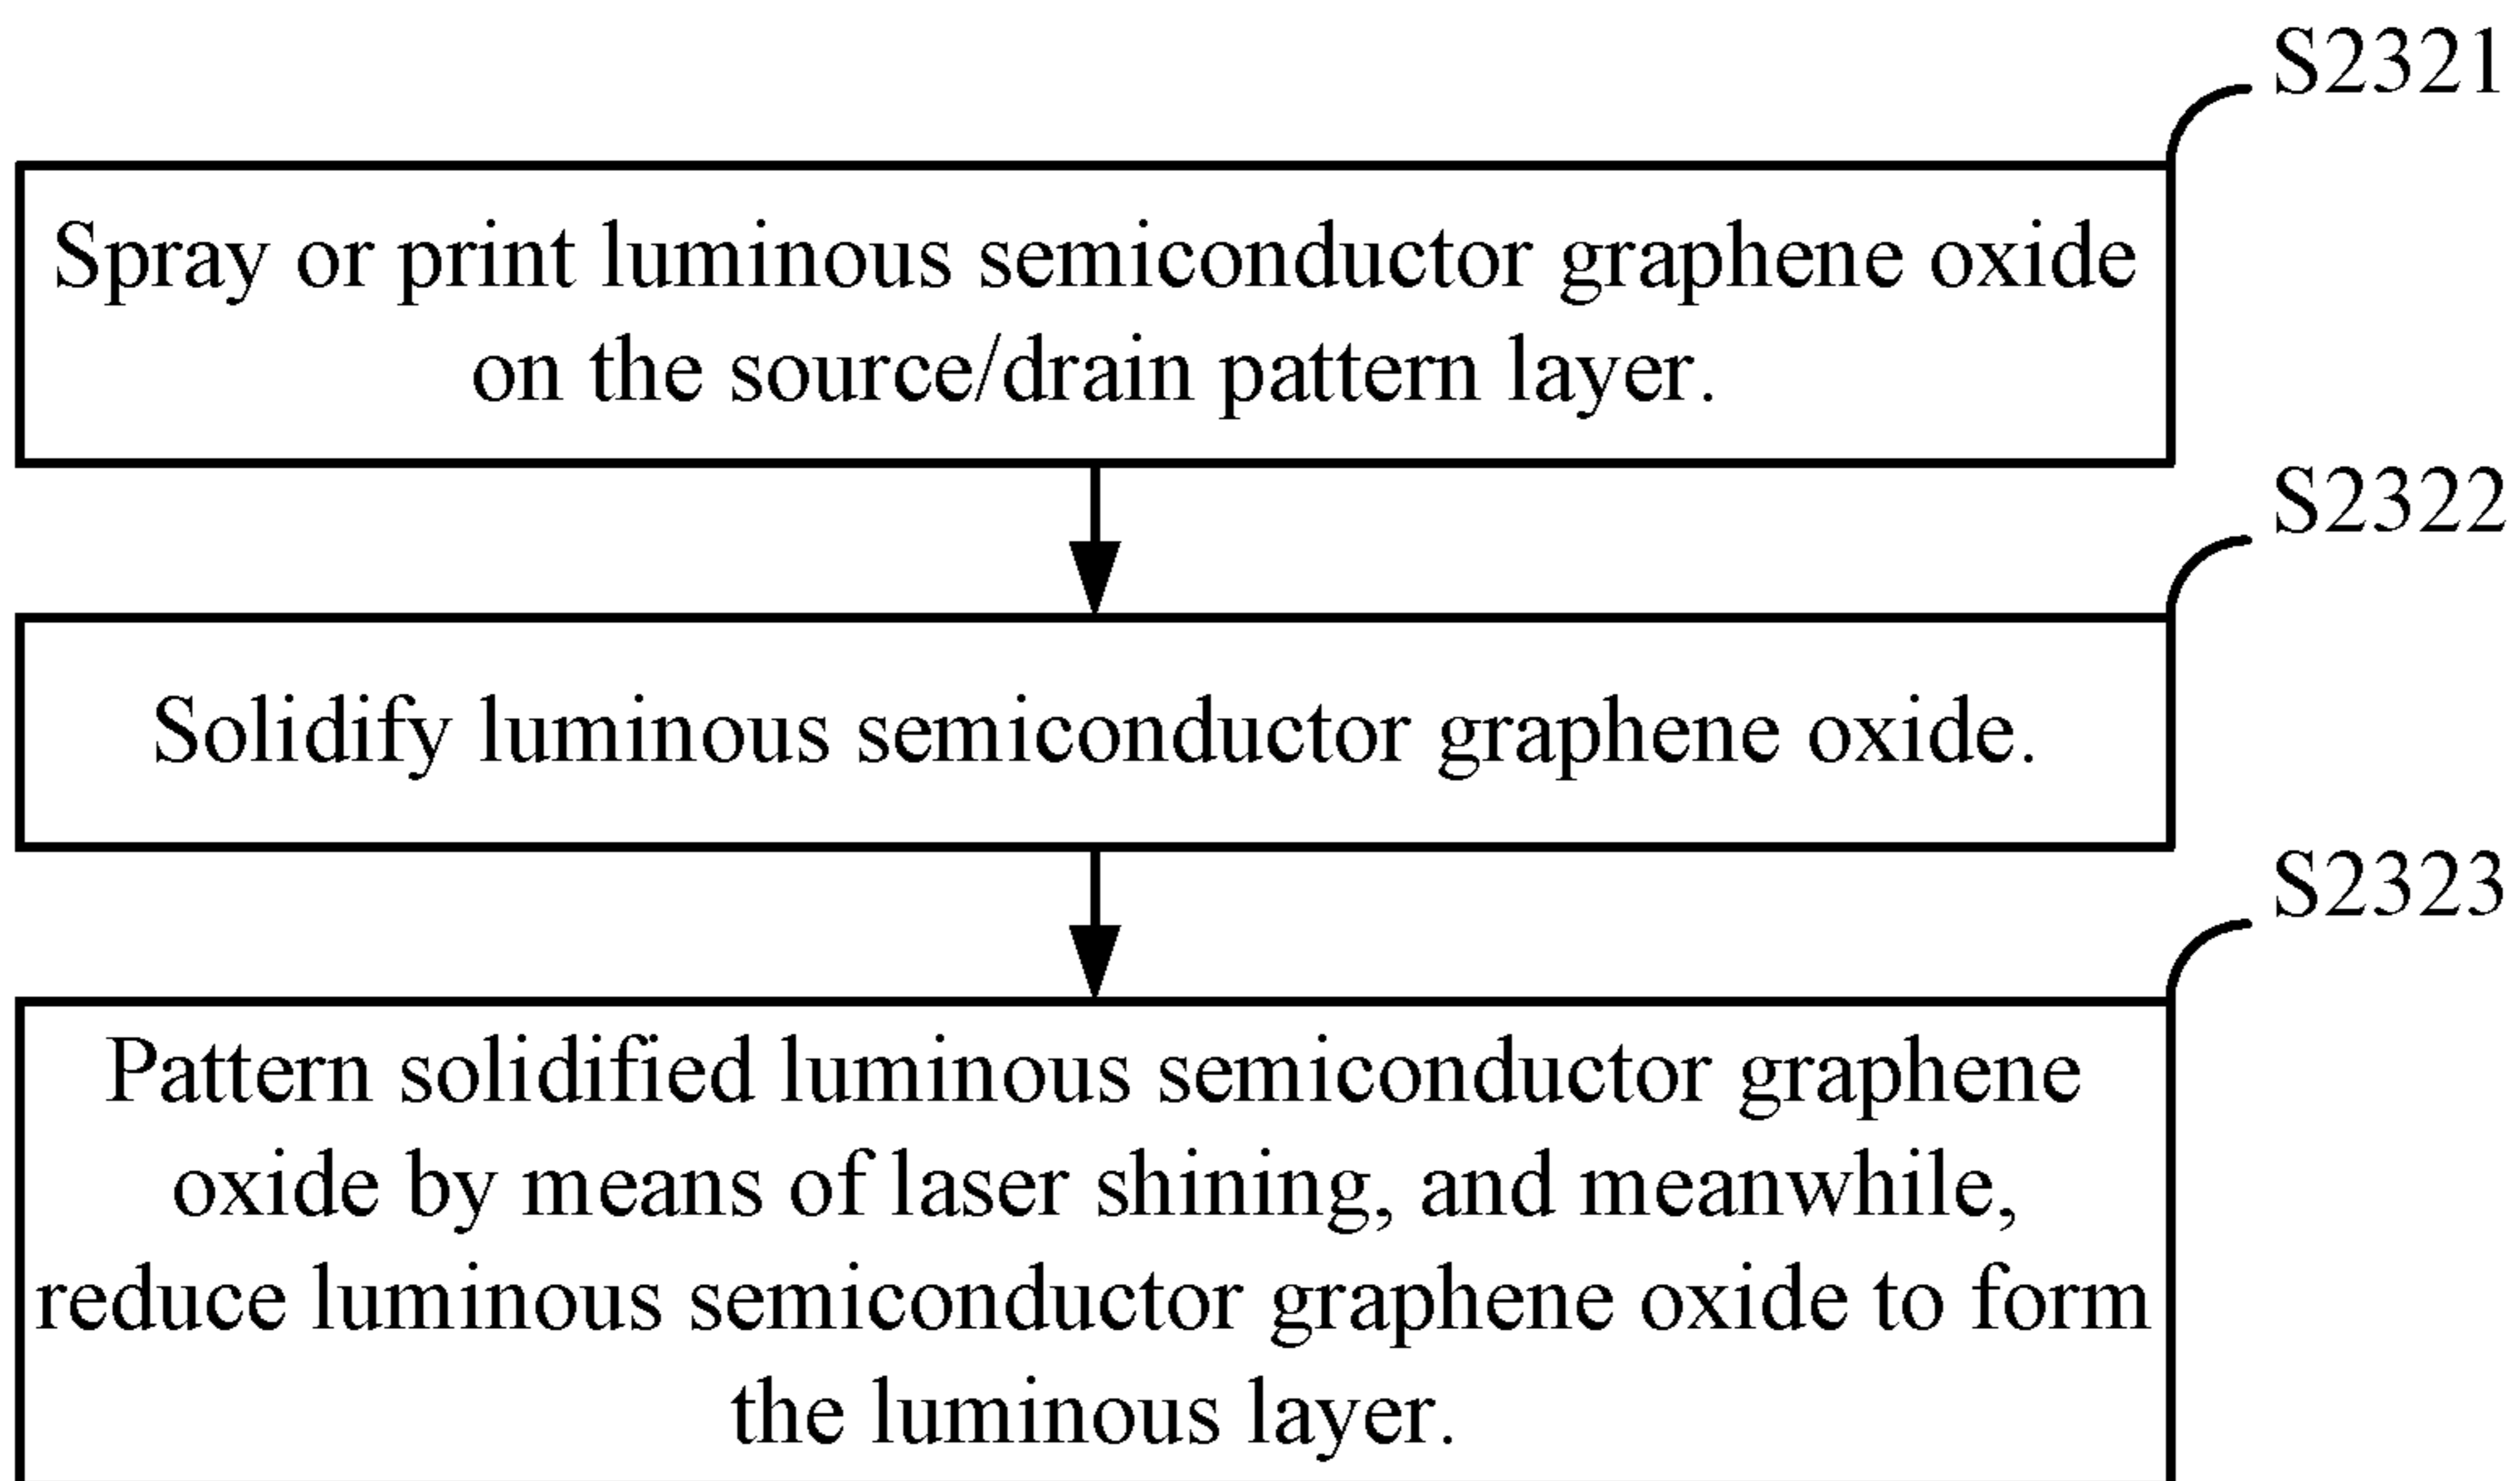 S2321
Spray or print luminous semiconductor graphene oxide
on the source/drain pattern layer.
S2322
Solidify luminous semiconductor graphene oxide.
S2323
Pattern solidified luminous semiconductor graphene
oxide by means of laser shining, and meanwhile,
reduce luminous semiconductor graphene oxide to form
the luminous layer.